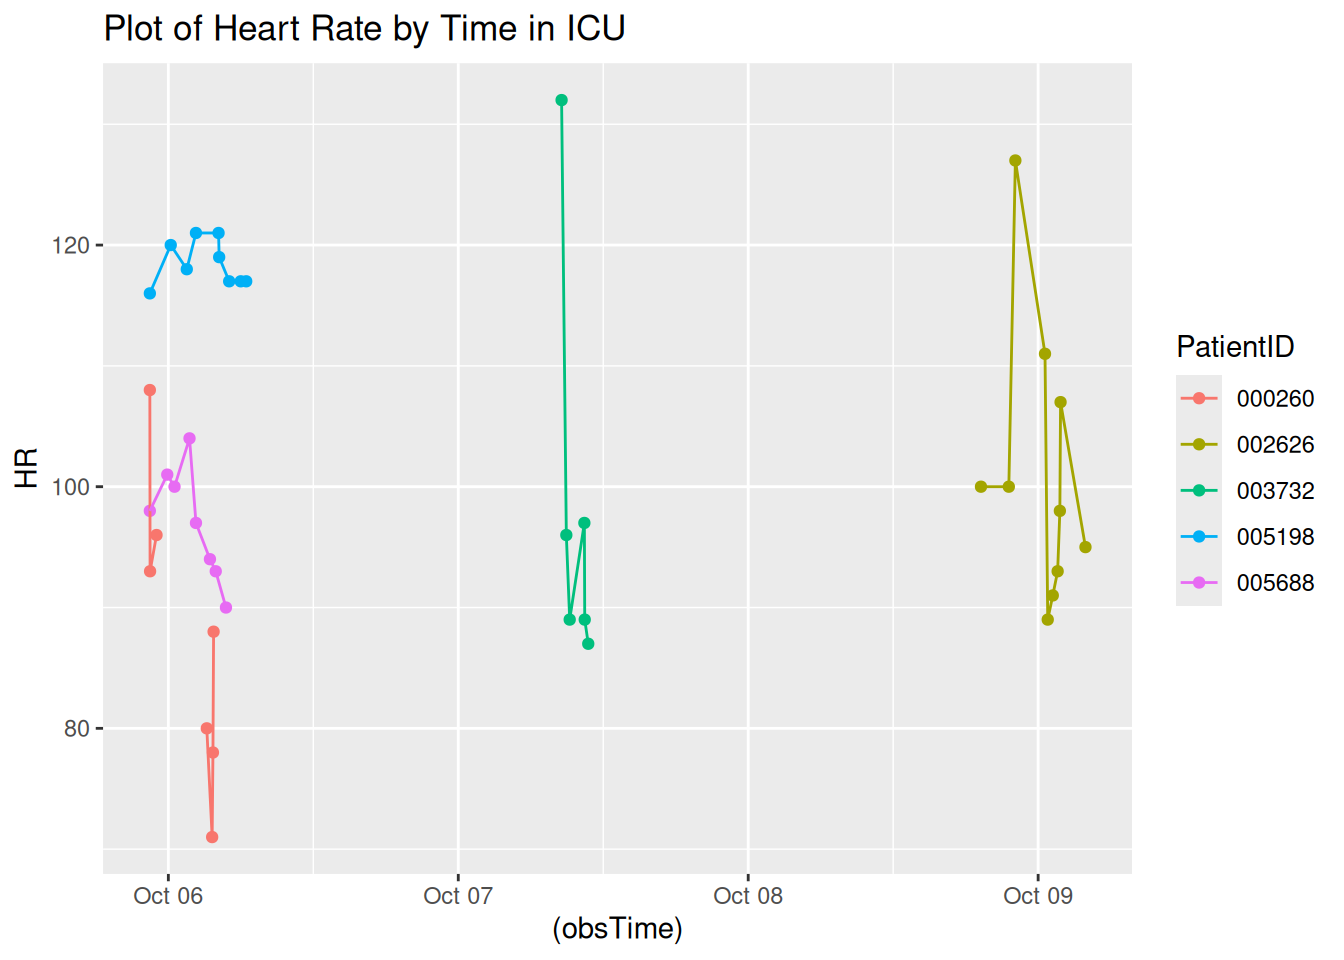 Plot of Heart Rate by Time in ICU
HR
120
100
80
Oct 06
Oct 07
Oct 08
Oct 09
(obsTime)
PatientID
000260
002626
003732
005198
005688